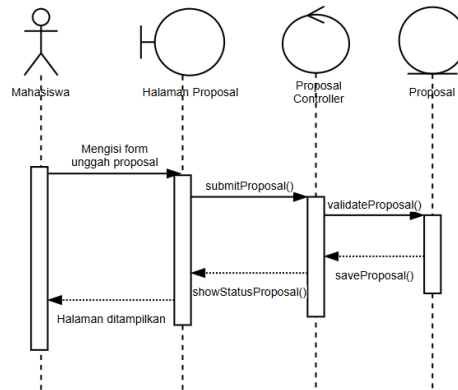 Mahasiswa
Halaman Proposal
Proposal
Controller
Proposal
Mengisi form
unggah proposal
submitProposal()
validateProposal()
saveProposal()
showStatusProposal()
Halaman ditampilkan